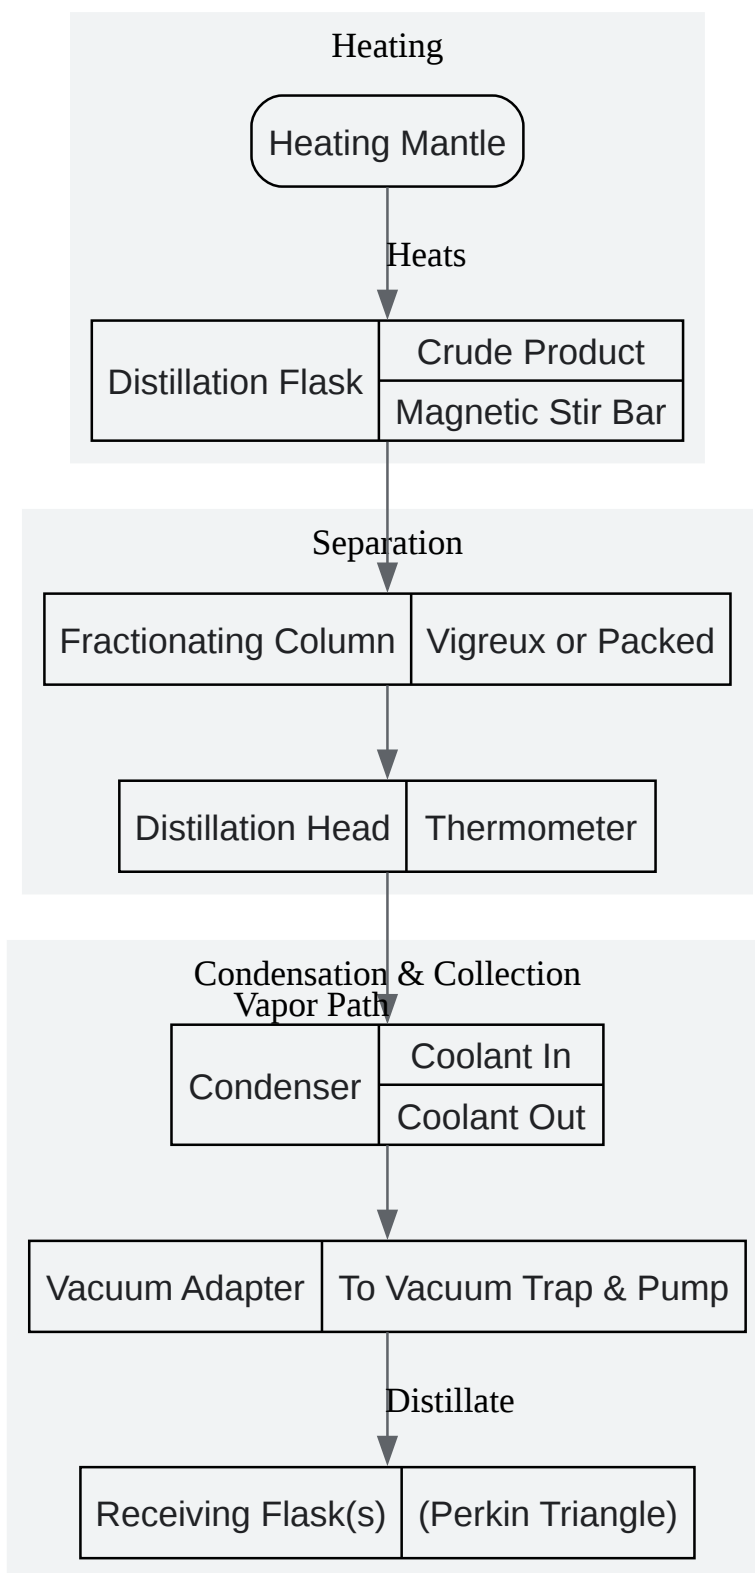 Heating
Heating Mantle
Heats
Distillation Flask
Crude Product
Magnetic Stir Bar
Separation
Fractionating Column
Vigreux or Packed
Distillation Head
Thermometer
Condensation & Collection
Vapor Path
Condenser
Coolant In
Coolant Out
Vacuum Adapter
To Vacuum Trap & Pump
Distillate
Receiving Flask(s)
(Perkin Triangle)